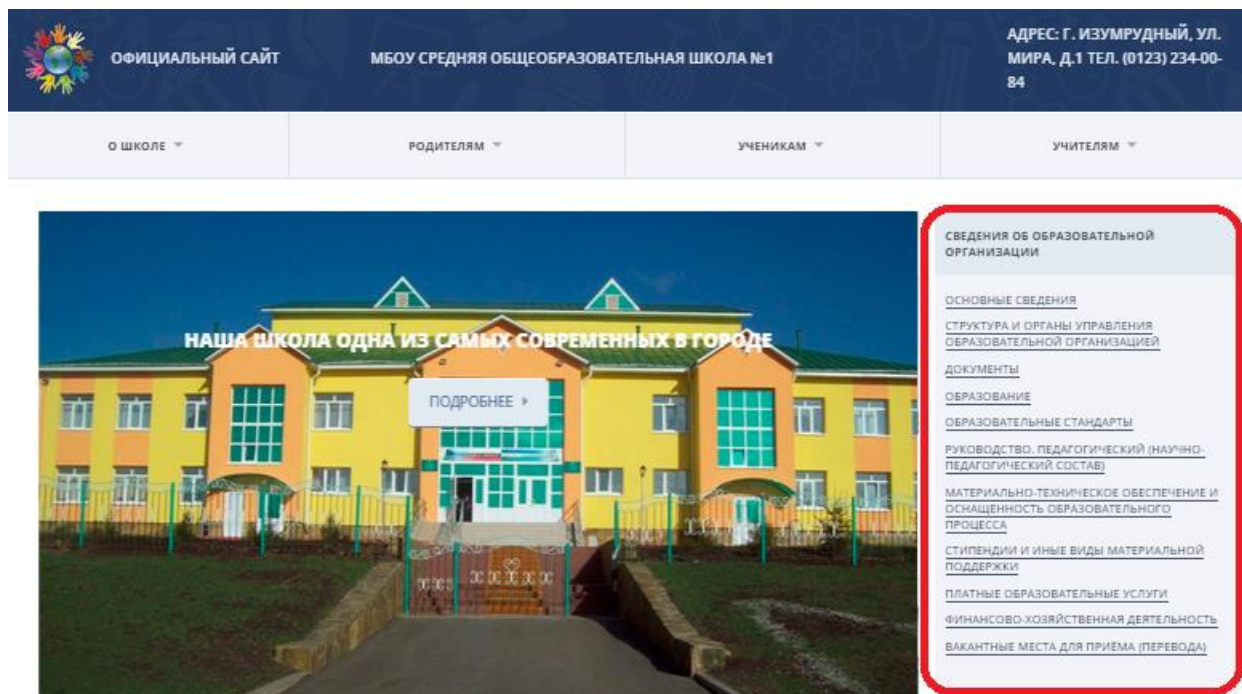 ОФИЦИАЛЬНЫЙ САЙТ
МБОУ СРЕДНЯЯ ОБЩЕОБРАЗОВАТЕЛЬНАЯ ШКОЛА №1
АДРЕС: Г. ИЗУМРУДНЫЙ, УЛ.
МИРА, Д.1 ТЕЛ. (0123) 234-00-
84
О ШКОЛЕ
РОДИТЕЛЯМ
УЧЕНИКАМ
УЧИТЕЛЯМ
НАША ШКОЛА ОДНА ИЗ САМЫХ СОВРЕМЕННЫХ В ГОРОДЕ
ПОДРОБНЕЕ
СВЕДЕНИЯ ОБ ОБРАЗОВАТЕЛЬНОЙ
ОРГАНИЗАЦИИ
ОСНОВНЫЕ СВЕДЕНИЯ
СТРУКТУРА И ОРГАНЫ УПРАВЛЕНИЯ
ОБРАЗОВАТЕЛЬНОЙ ОРГАНИЗАЦИЕЙ
ДОКУМЕНТЫ
ОБРАЗОВАНИЕ
ОБРАЗОВАТЕЛЬНЫЕ СТАНДАРТЫ
РУКОВОДСТВО. ПЕДАГОГИЧЕСКИЙ (НАУЧНО-
ПЕДАГОГИЧЕСКИЙ СОСТАВ)
МАТЕРИАЛЬНО-ТЕХНИЧЕСКОЕ ОБЕСПЕЧЕНИЕ И
ОСНАЩЕННОСТЬ ОБРАЗОВАТЕЛЬНОГО
ПРОЦЕССА
СТИПЕНДИИ И ИНЫЕ ВИДЫ МАТЕРИАЛЬНОЙ
ПОДДЕРЖКИ
ПЛАТНЫЕ ОБРАЗОВАТЕЛЬНЫЕ УСЛУГИ
ФИНАНСОВО-ХОЗЯЙСТВЕННАЯ ДЕЯТЕЛЬНОСТЬ
ВАКАНТНЫЕ МЕСТА ДЛЯ ПРИЁМА (ПЕРЕВОДА)